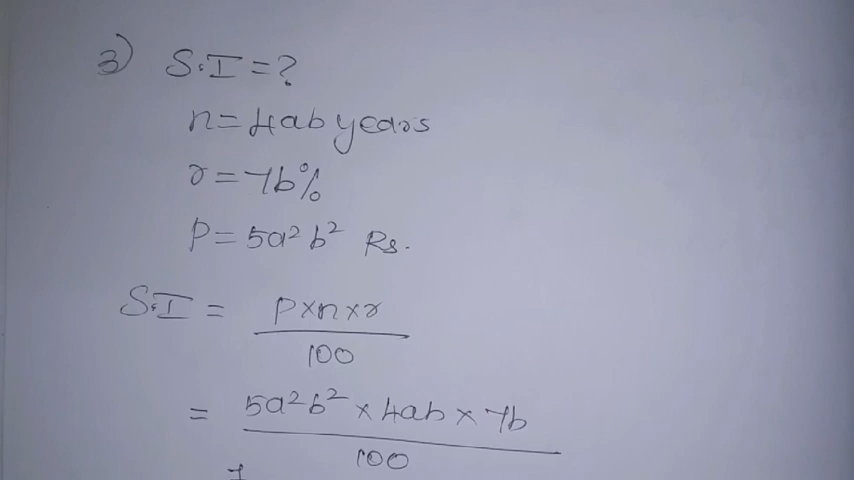 3) S.I = ?
n = 4ab years
r = 7b%
P = 5a²b² Rs.
S.I = P×n×r
100
= 5a²b² × 4ab × 7b
100